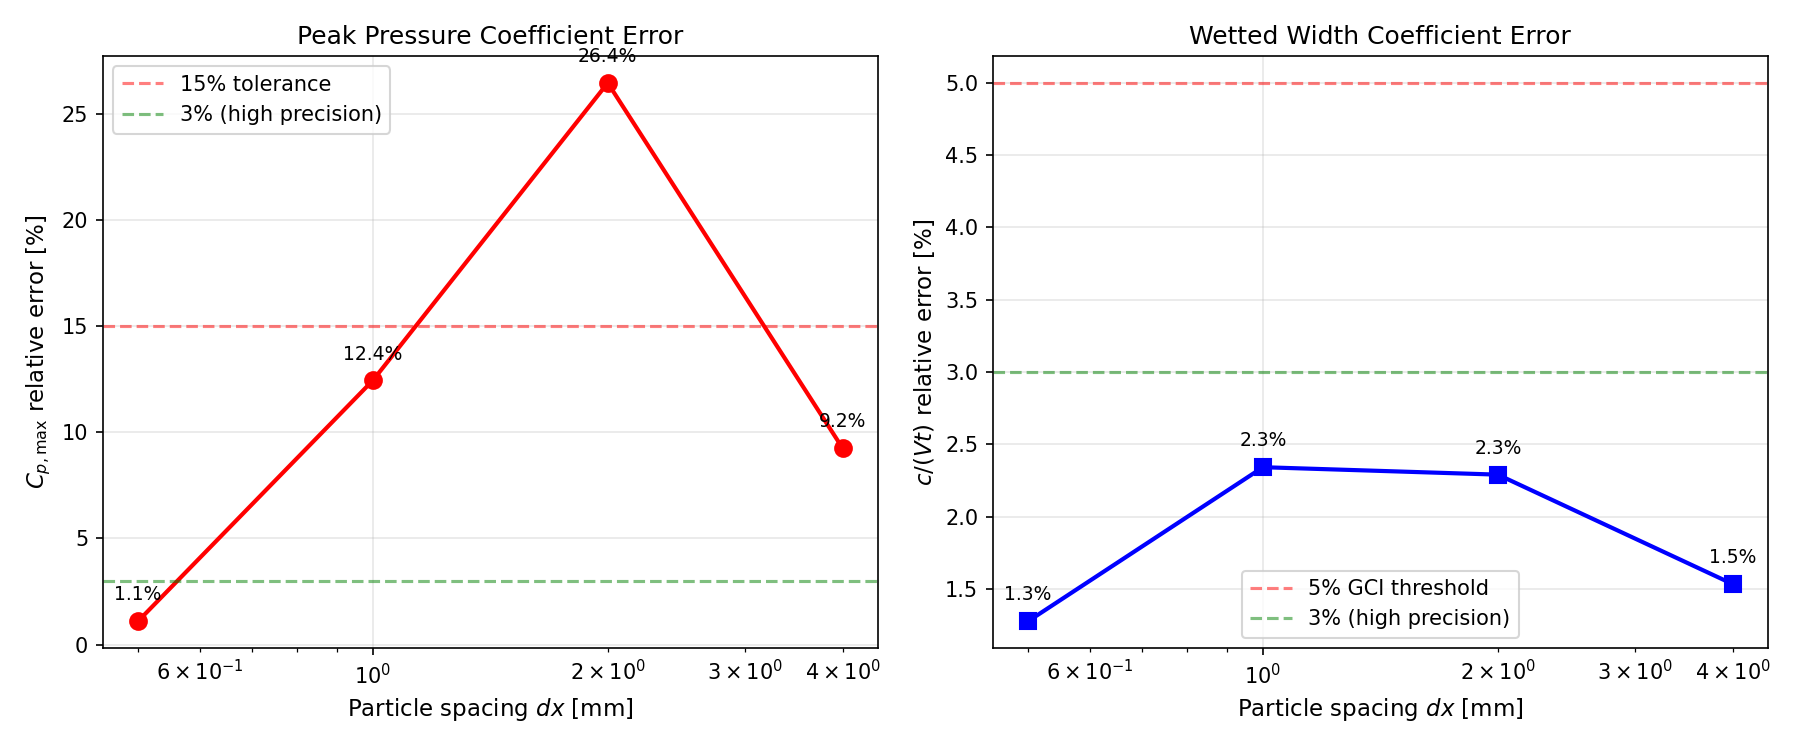 Peak Pressure Coefficient Error
26.4%
15% tolerance
3% (high precision)
12.4%
9.2%
1.1%
25
20
15
10
5
0
C_{p,max} relative error [%]
6 × 10⁻¹
10⁰
2 × 10⁰
3 × 10⁰
4 × 10⁰
Particle spacing dx [mm]
Wetted Width Coefficient Error
5.0
4.5
4.0
3.5
3.0
2.5
2.0
1.5
c/(Vt) relative error [%]
2.3%
2.3%
1.5%
1.3%
5% GCI threshold
3% (high precision)
6 × 10⁻¹
10⁰
2 × 10⁰
3 × 10⁰
4 × 10⁰
Particle spacing dx [mm]